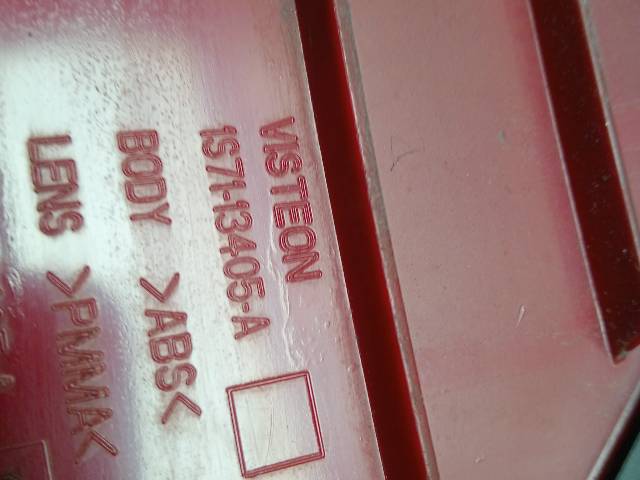 VISTEON
1S71-13405-A
BODY >ABS<
LENS >PMMA<